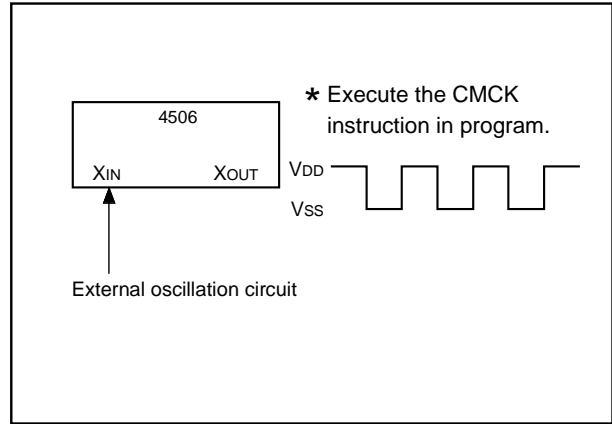 * Execute the CMCK
instruction in program.
4506
XIN XOUT
VDD
VSS
External oscillation circuit